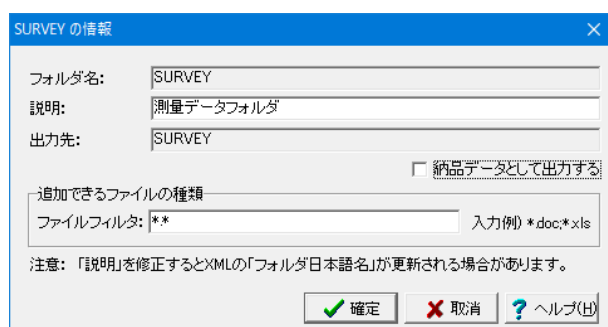 SURVEY の情報
フォルダ名: SURVEY
説明: 測量データフォルダ
出力先: SURVEY
納品データとして出力する
追加できるファイルの種類
ファイルフィルタ: *.* 入力例) *.doc;*.xls
注意: 「説明」を修正するとXMLの「フォルダ日本語名」が更新される場合があります。
確定 取消 ヘルプ(H)